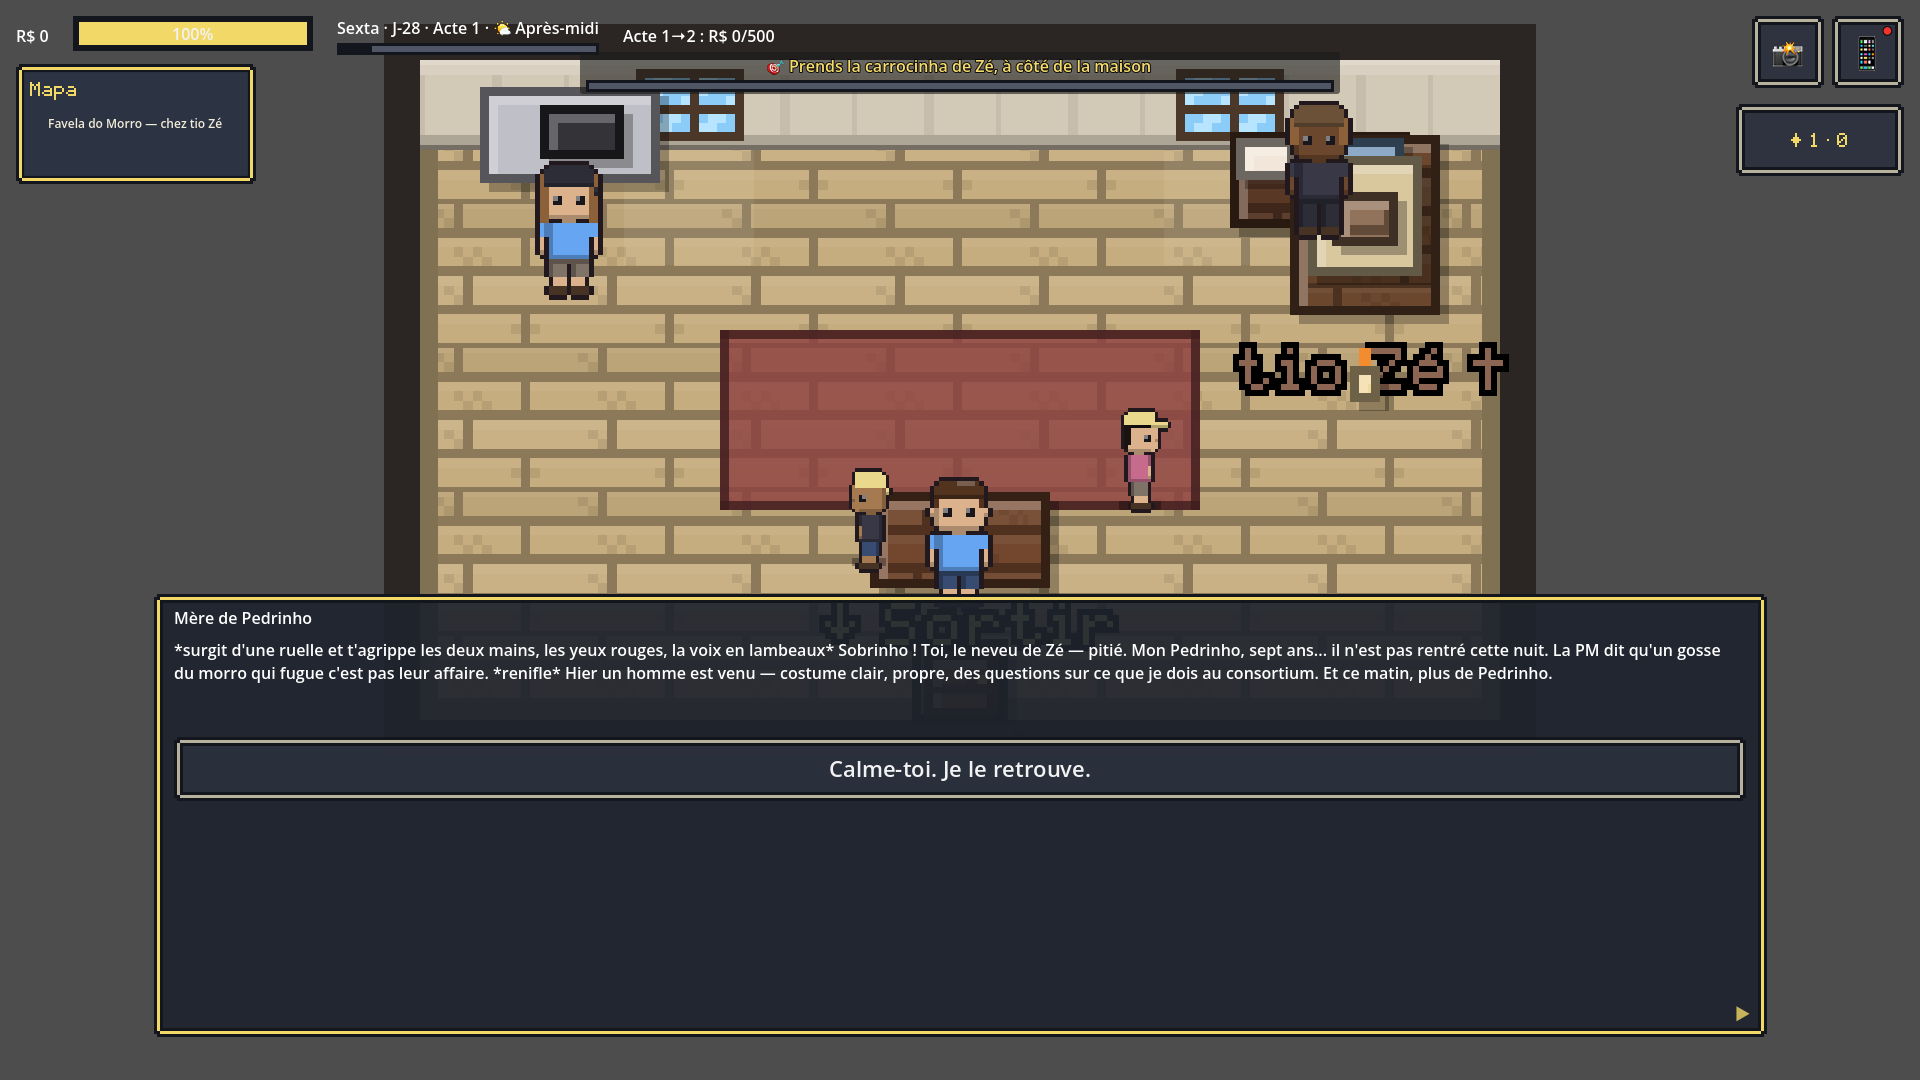 R$ 0
100%
Sexta · J-28 · Acte 1 · Après-midi
Acte 1→2 : R$ 0/500
Prends la carrocinha de Zé, à côté de la maison
Mapa
Favela do Morro — chez tio Zé
1 · 0
tio Zé †
↓ Sortir
Mère de Pedrinho
*surgit d'une ruelle et t'agrippe les deux mains, les yeux rouges, la voix en lambeaux* Sobrinho ! Toi, le neveu de Zé — pitié. Mon Pedrinho, sept ans... il n'est pas rentré cette nuit. La PM dit qu'un gosse
du morro qui fugue c'est pas leur affaire. *renifle* Hier un homme est venu — costume clair, propre, des questions sur ce que je dois au consortium. Et ce matin, plus de Pedrinho.
Calme-toi. Je le retrouve.